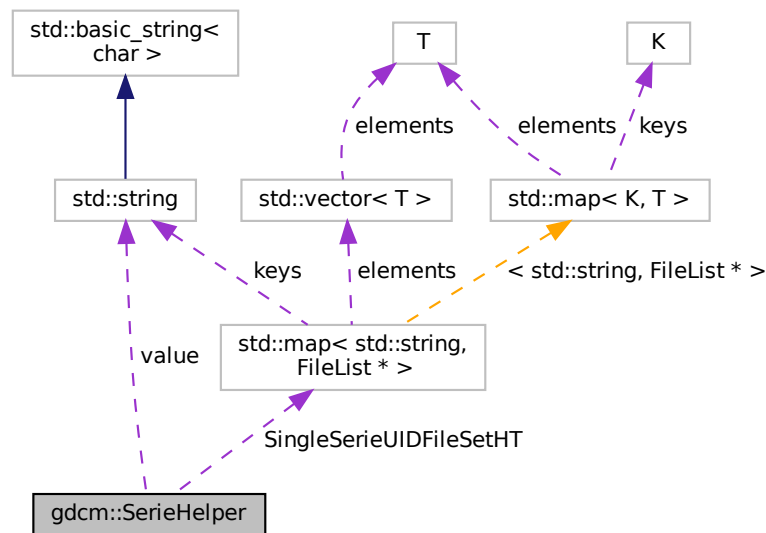 std::basic_string<
char >
T
K
elements
elements
keys
std::string
std::vector< T >
std::map< K, T >
keys
elements
< std::string, FileList * >
value
std::map< std::string,
FileList * >
SingleSerieUIDFileSetHT
gdcm::SerieHelper